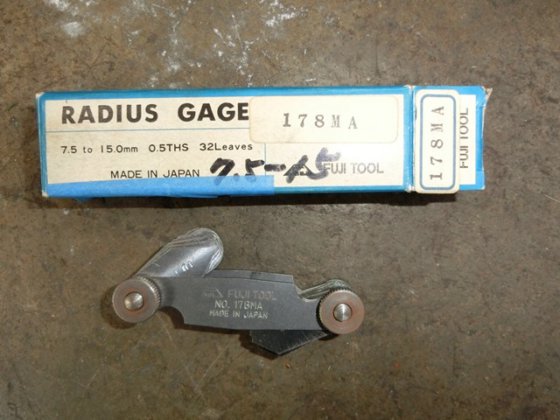 RADIUS GAGE
178MA
7.5 to 15.0mm 0.5THS 32Leaves
MADE IN JAPAN
7.5-15
FUJI TOOL
178MA
FUJI TOOL
FUJI TOOL
NO. 178MA
MADE IN JAPAN